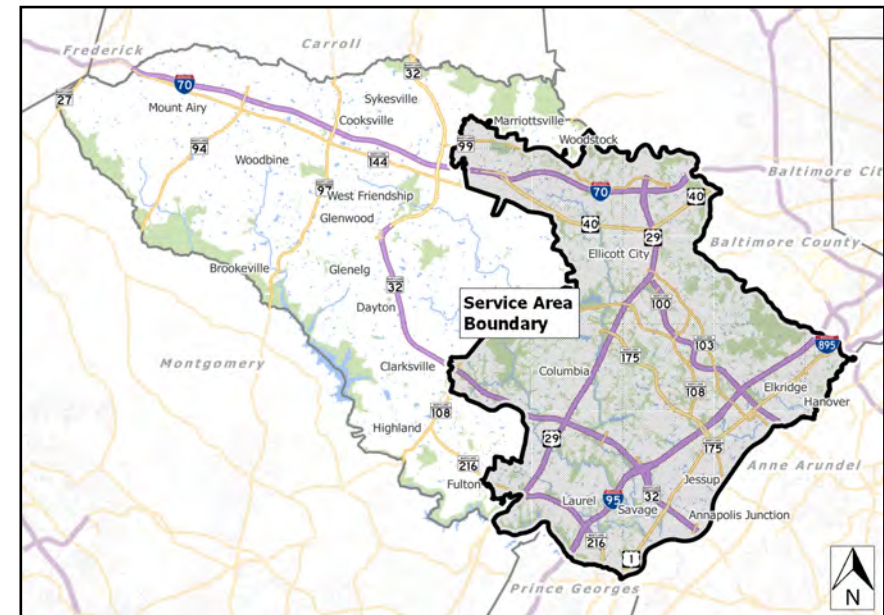 Frederick
Carroll
32
70
27
Mount Airy
Sykesville
Cooksville
Marriottsville
Woodstock
94
99
144
Woodbine
Baltimore Cit
97
West Friendship
70
40
40
Glenwood
29
Baltimore County
Ellicott City
Brookeville
Glenelg
Dayton
32
Service Area
Boundary
100
103
895
175
Montgomery
Clarksville
Columbia
108
Elkridge
Hanover
108
Highland
29
175
Anne Arundel
216
Fulton
Jessup
Laurel
95
32
Savage
Annapolis Junction
216
1
Prince Georges
N